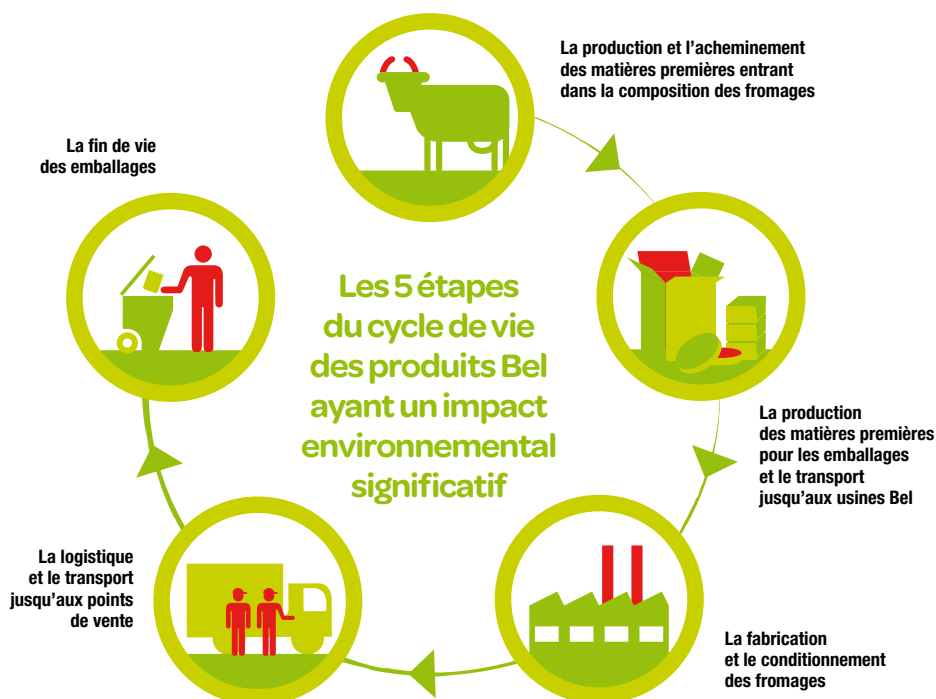 La production et l'acheminement
des matières premières entrant
dans la composition des fromages
La fin de vie
des emballages
Les 5 étapes
du cycle de vie
des produits Bel
ayant un impact
environnemental
significatif
La production
des matières premières
pour les emballages
et le transport
jusqu'aux usines Bel
La logistique
et le transport
jusqu'aux points
de vente
La fabrication
et le conditionnement
des fromages